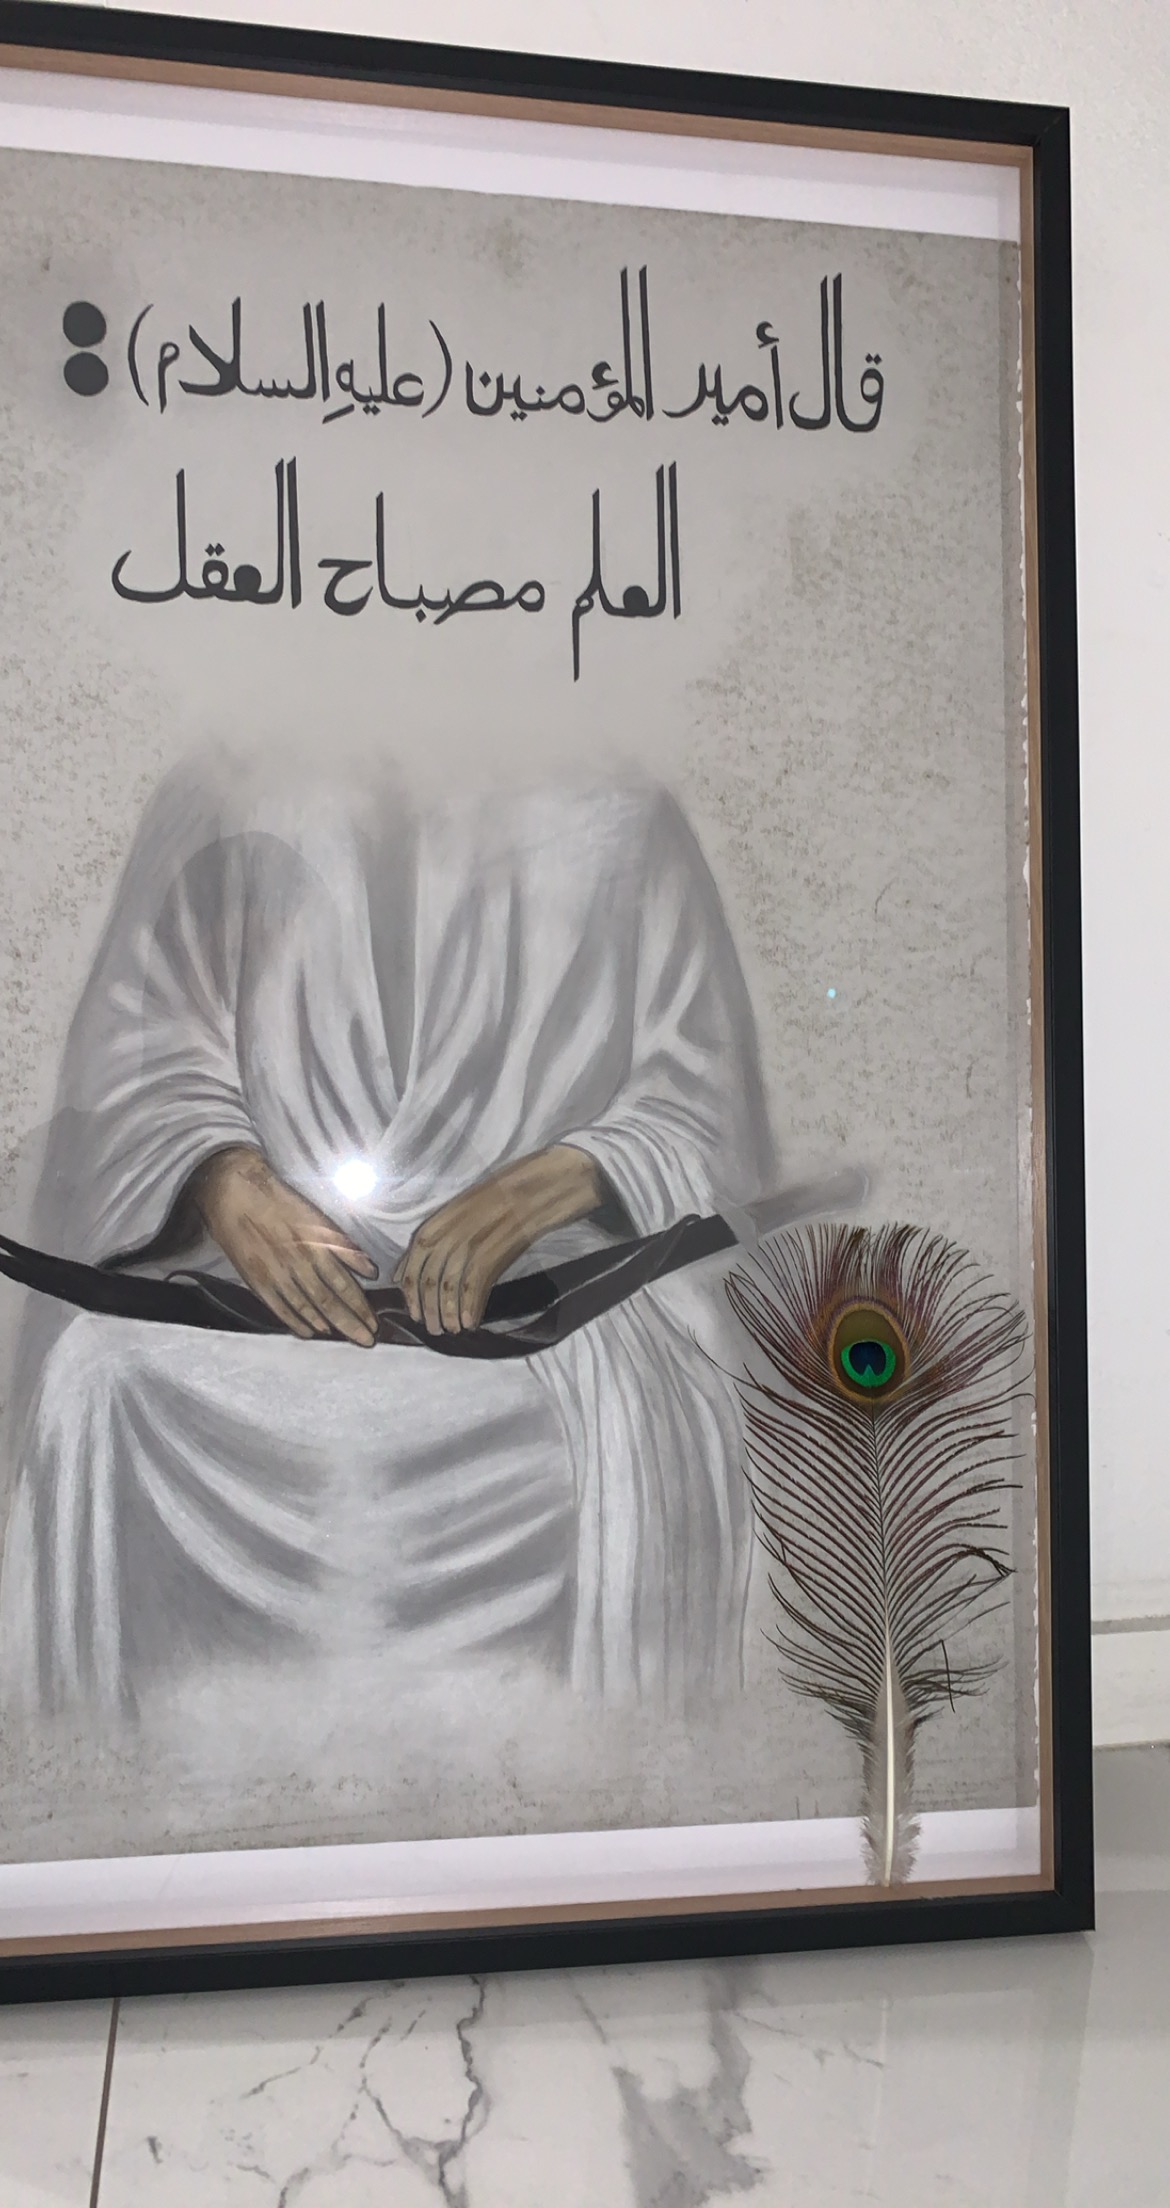 قال أمير المؤمنين (عليهِ السلام) :
العلم مصباح العقل